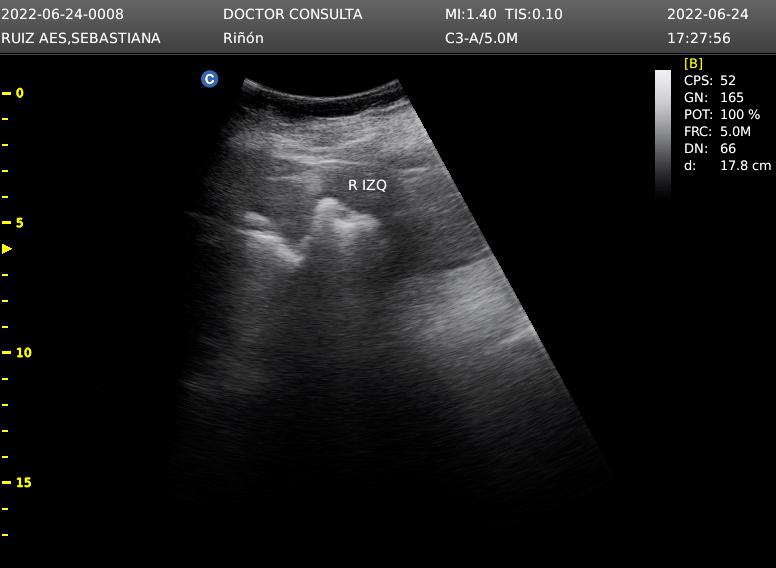 2022-06-24-0008 DOCTOR CONSULTA MI:1.40 TIS:0.10 2022-06-24
RUIZ AES,SEBASTIANA Riñón C3-A/5.0M 17:27:56
[B]
C
CPS: 52
0
GN: 165
POT: 100 %
FRC: 5.0M
DN: 66
d: 17.8 cm
R IZQ
5
10
15